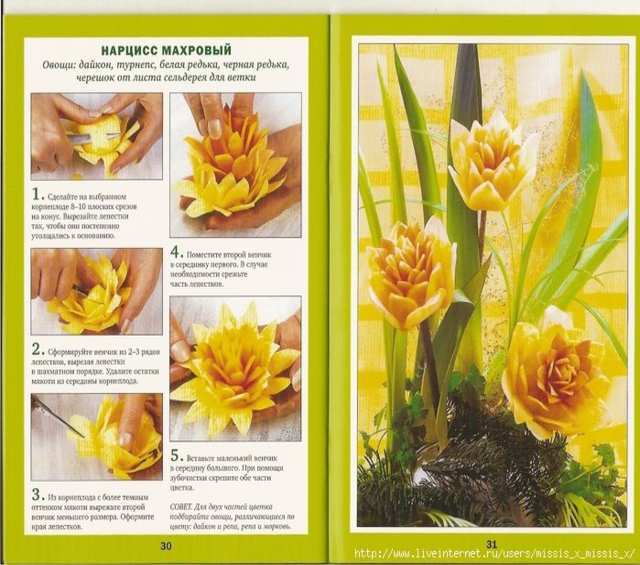 НАРЦИСС МАХРОВЫЙ
Овощи: дайкон, турнепс, белая редька, черная редька,
черешок от листа сельдерея для ветки
1. Сделайте на выбранном
корнеплоде 8–10 плоских срезов
на конус. Вырезайте лепестки
так, чтобы они постепенно
утолщались к основанию.
2. Сформируйте венчик из 2–3 рядов
лепестков, вырезая лепестки
в шахматном порядке. Удалите остатки
мякоти из середины корнеплода.
3. Из корнеплода с более темным
оттенком мякоти вырежьте второй
венчик меньшего размера. Оформите
края лепестков.
4. Поместите второй венчик
в серединку первого. В случае
необходимости срежьте
часть лепестков.
5. Вставьте маленький венчик
в середину большого. При помощи
зубочистки скрепите обе части
цветка.
СОВЕТ. Для двух частей цветка
подбирайте овощи, различающиеся по
цвету: дайкон и репа, репа и морковь.
30
31
http://www.liveinternet.ru/users/missis_x_missis_x/